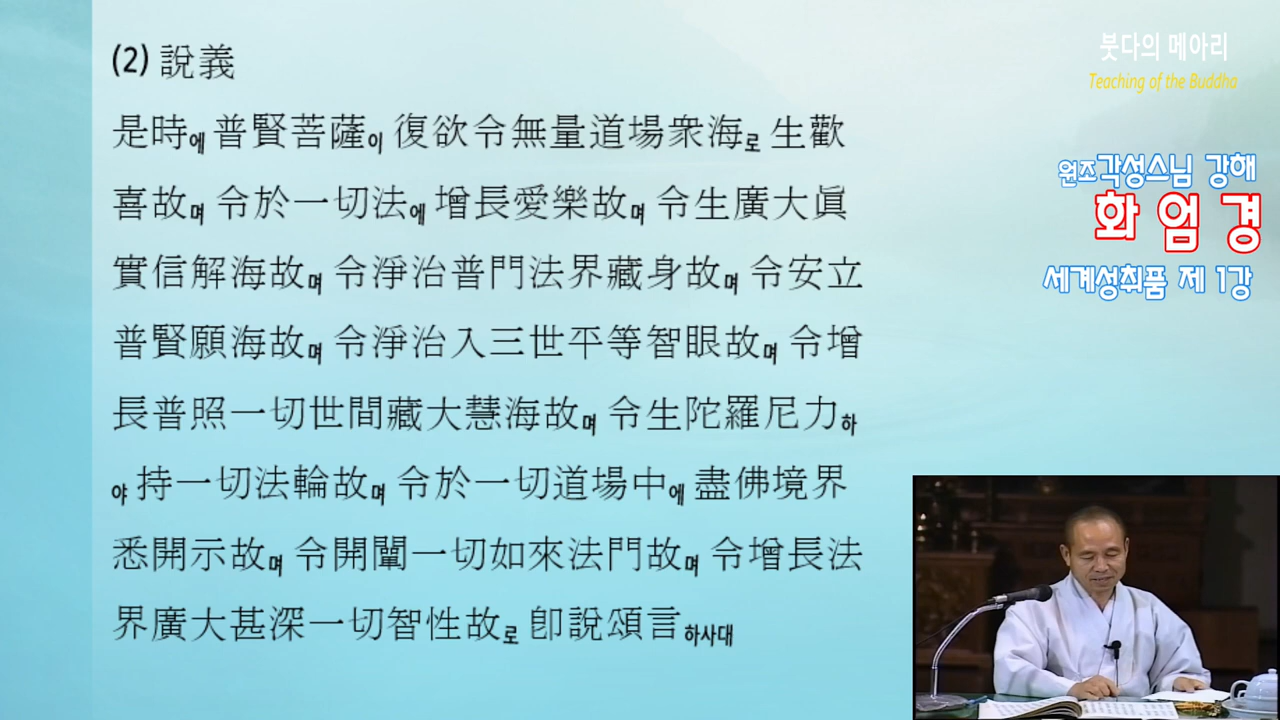 (2) 說義
是時에 普賢菩薩이 復欲令無量道場衆海로 生歡
喜故며 令於一切法에 增長愛樂故며 令生廣大眞
實信解海故며 令淨治普門法界藏身故며 令安立
普賢願海故며 令淨治入三世平等智眼故며 令增
長普照一切世間藏大慧海故며 令生陀羅尼力하
야 持一切法輪故며 令於一切道場中에 盡佛境界
悉開示故며 令開闡一切如來法門故며 令增長法
界廣大甚深一切智性故로 卽說頌言하사대
붓다의 메아리
Teaching of the Buddha
원조각성스님 강해
화엄경
세계성취품 제 1강